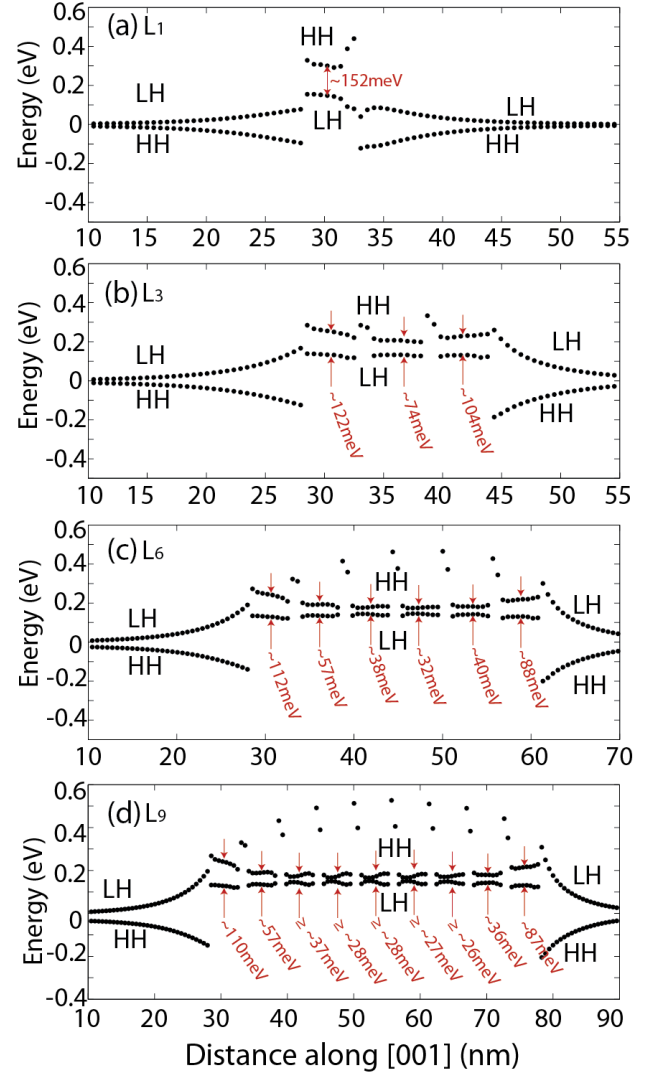 (a) L1
HH
~152meV
LH
LH
LH
HH
HH
Energy (eV)
0.6
0.4
0.2
0
-0.2
-0.4
10 15 20 25 30 35 40 45 50 55
(b) L3
HH
LH
LH
LH
HH
HH
~122meV
~74meV
~104meV
Energy (eV)
0.6
0.4
0.2
0
-0.2
-0.4
10 15 20 25 30 35 40 45 50 55
(c) L6
HH
LH
LH
LH
HH
HH
~112meV
~57meV
~38meV
~32meV
~40meV
~88meV
Energy (eV)
0.6
0.4
0.2
0
-0.2
-0.4
10 20 30 40 50 60 70
(d) L9
HH
LH
LH
LH
HH
HH
~110meV
~57meV
≥ ~37meV
≥ ~28meV
≥ ~28meV
≥ ~27meV
≥ ~26meV
~36meV
~87meV
Energy (eV)
0.6
0.4
0.2
0
-0.2
-0.4
10 20 30 40 50 60 70 80 90
Distance along [001] (nm)